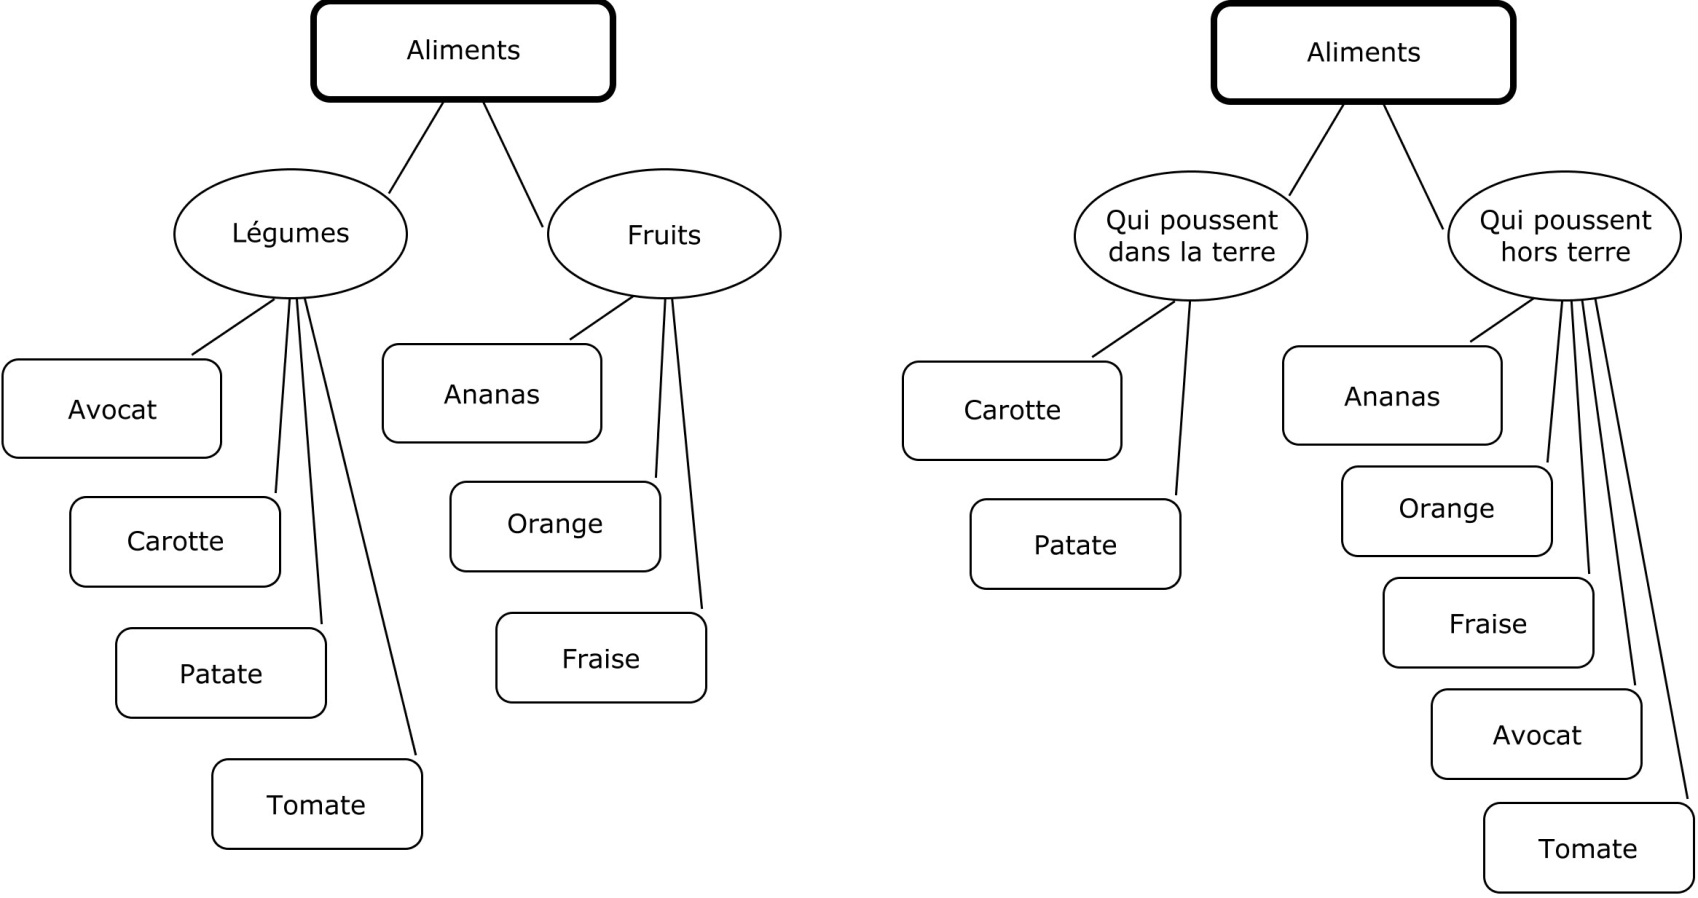 Aliments
Légumes
Fruits
Avocat
Carotte
Patate
Tomate
Ananas
Orange
Fraise
Aliments
Qui poussent
dans la terre
Qui poussent
hors terre
Carotte
Patate
Ananas
Orange
Fraise
Avocat
Tomate